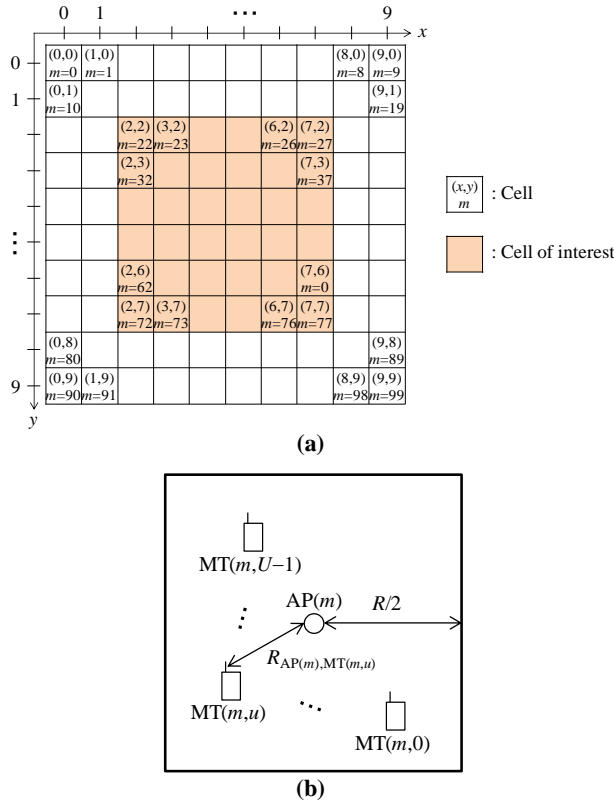 0 1 ... 9
x
0
1
...
9
y
(0,0) (1,0) (8,0) (9,0)
m=0 m=1 m=8 m=9
(0,1) (9,1)
m=10 m=19
(2,2) (3,2) (6,2) (7,2)
m=22 m=23 m=26 m=27
(2,3) (7,3)
m=32 m=37
(2,6) (7,6)
m=62 m=0
(2,7) (3,7) (6,7) (7,7)
m=72 m=73 m=76 m=77
(0,8) (9,8)
m=80 m=89
(0,9) (1,9) (8,9) (9,9)
m=90 m=91 m=98 m=99
(x,y)
m
: Cell
: Cell of interest
(a)
MT(m,U−1)
AP(m)
R/2
...
R_AP(m),MT(m,u)
MT(m,u)
...
MT(m,0)
(b)